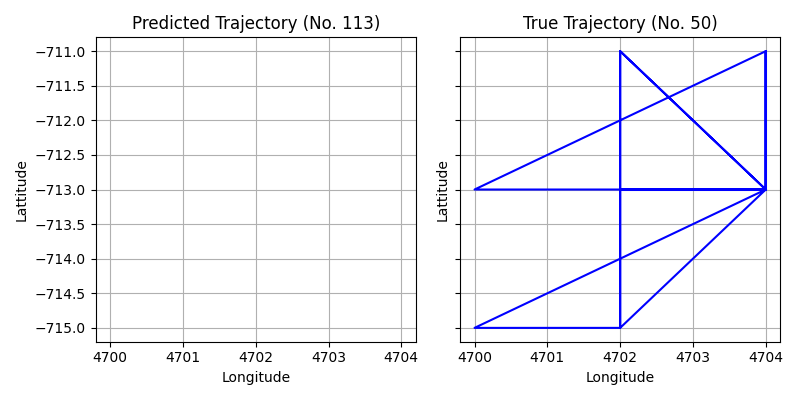 Predicted Trajectory (No. 113)
True Trajectory (No. 50)
Lattitude
−711.0
−711.5
−712.0
−712.5
−713.0
−713.5
−714.0
−714.5
−715.0
4700 4701 4702 4703 4704
Longitude
Lattitude
4700 4701 4702 4703 4704
Longitude